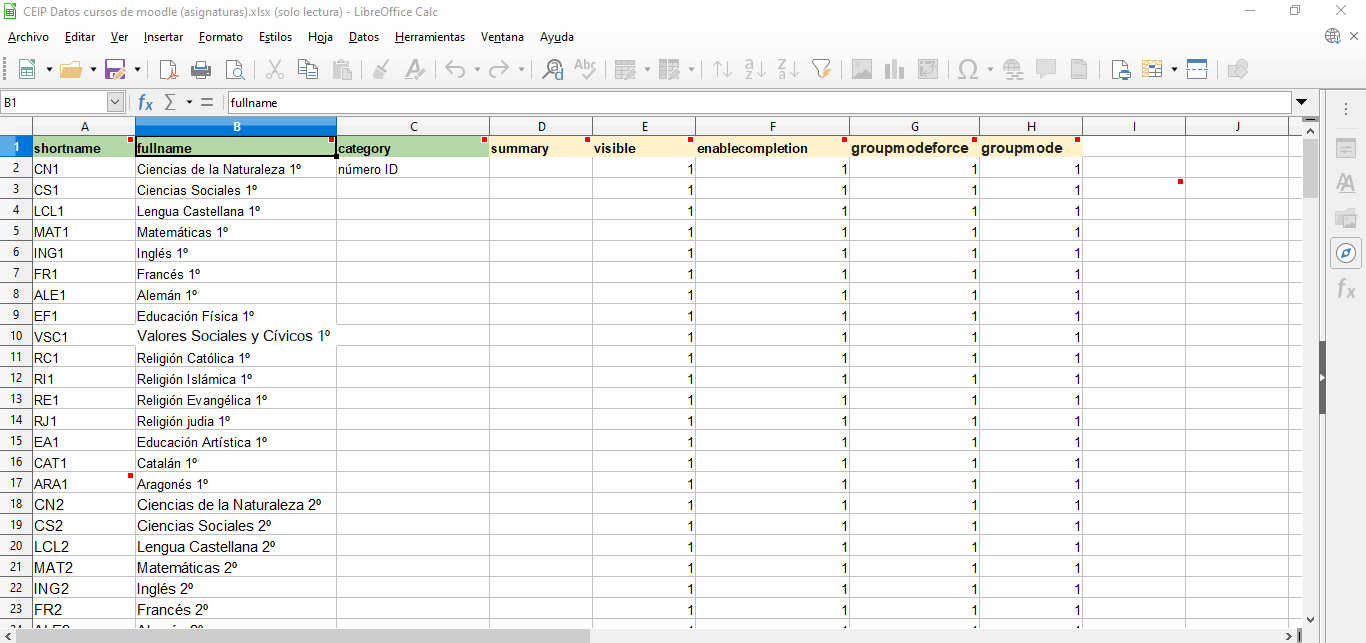 CEIP Datos cursos de moodle (asignaturas).xlsx (solo lectura) - LibreOffice Calc
Archivo Editar Ver Insertar Formato Estilos Hoja Datos Herramientas Ventana Ayuda
B1 fx Σ = fullname
A B C D E F G H I J
1 shortname fullname category summary visible enablecompletion groupmodeforce groupmode
2 CN1 Ciencias de la Naturaleza 1º número ID 1 1 1 1
3 CS1 Ciencias Sociales 1º 1 1 1 1
4 LCL1 Lengua Castellana 1º 1 1 1 1
5 MAT1 Matemáticas 1º 1 1 1 1
6 ING1 Inglés 1º 1 1 1 1
7 FR1 Francés 1º 1 1 1 1
8 ALE1 Alemán 1º 1 1 1 1
9 EF1 Educación Física 1º 1 1 1 1
10 VSC1 Valores Sociales y Cívicos 1º 1 1 1 1
11 RC1 Religión Católica 1º 1 1 1 1
12 RI1 Religión Islámica 1º 1 1 1 1
13 RE1 Religión Evangélica 1º 1 1 1 1
14 RJ1 Religión judia 1º 1 1 1 1
15 EA1 Educación Artística 1º 1 1 1 1
16 CAT1 Catalán 1º 1 1 1 1
17 ARA1 Aragonés 1º 1 1 1 1
18 CN2 Ciencias de la Naturaleza 2º 1 1 1 1
19 CS2 Ciencias Sociales 2º 1 1 1 1
20 LCL2 Lengua Castellana 2º 1 1 1 1
21 MAT2 Matemáticas 2º 1 1 1 1
22 ING2 Inglés 2º 1 1 1 1
23 FR2 Francés 2º 1 1 1 1